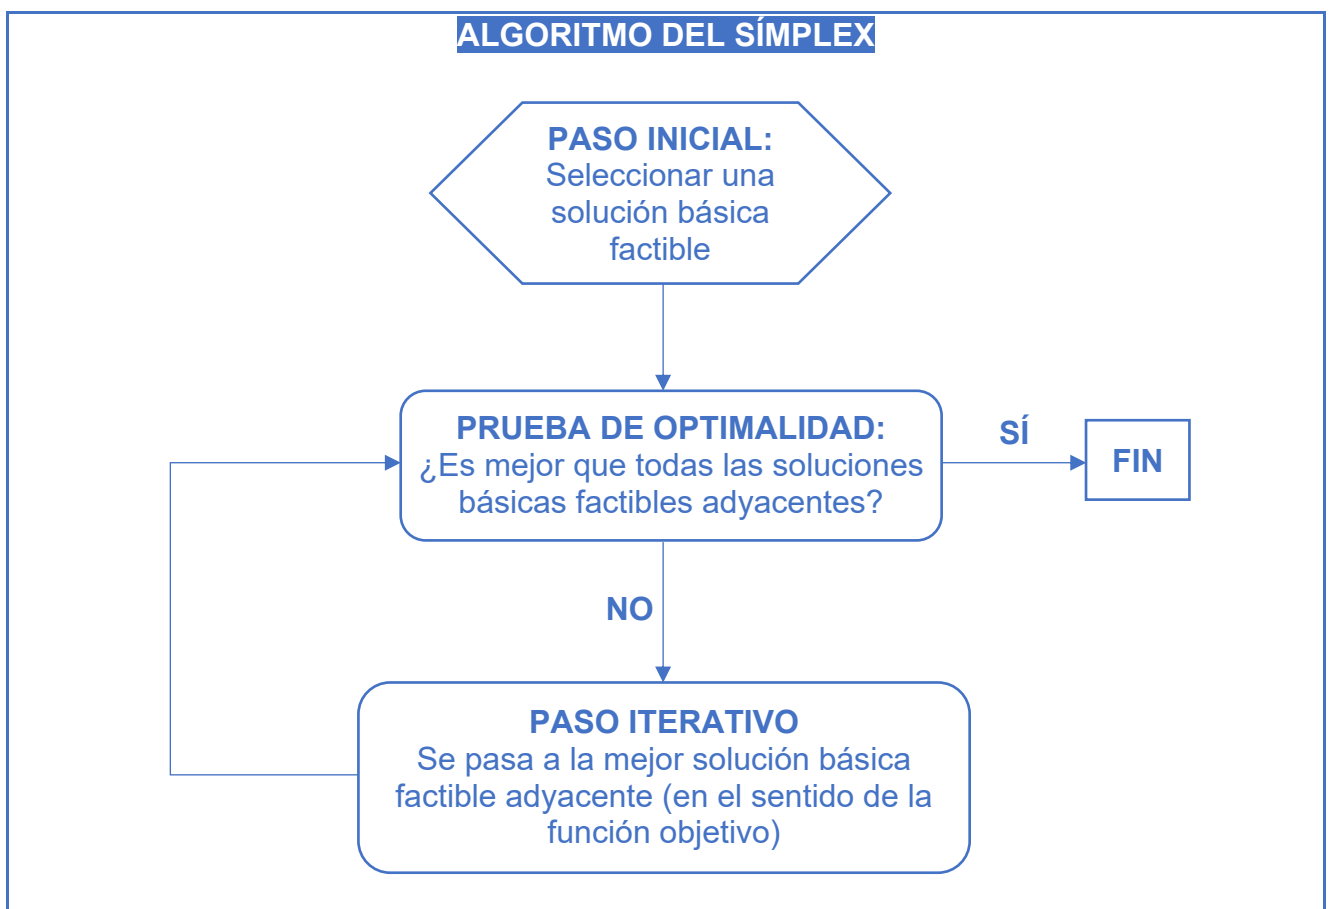 ALGORITMO DEL SÍMPLEX
PASO INICIAL:
Seleccionar una
solución básica
factible
PRUEBA DE OPTIMALIDAD:
¿Es mejor que todas las soluciones
básicas factibles adyacentes?
SÍ
FIN
NO
PASO ITERATIVO
Se pasa a la mejor solución básica
factible adyacente (en el sentido de la
función objetivo)